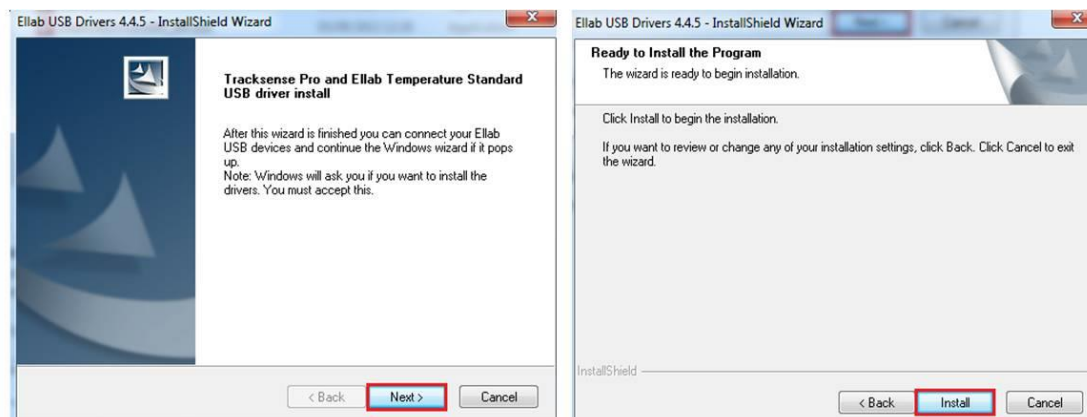 Ellab USB Drivers 4.4.5 - InstallShield Wizard
Tracksense Pro and Ellab Temperature Standard
USB driver install
After this wizard is finished you can connect your Ellab
USB devices and continue the Windows wizard if it pops
up.
Note: Windows will ask you if you want to install the
drivers. You must accept this.
< Back
Next >
Cancel
Ellab USB Drivers 4.4.5 - InstallShield Wizard
Ready to Install the Program
The wizard is ready to begin installation.
Click Install to begin the installation.
If you want to review or change any of your installation settings, click Back. Click Cancel to exit
the wizard.
InstallShield
< Back
Install
Cancel